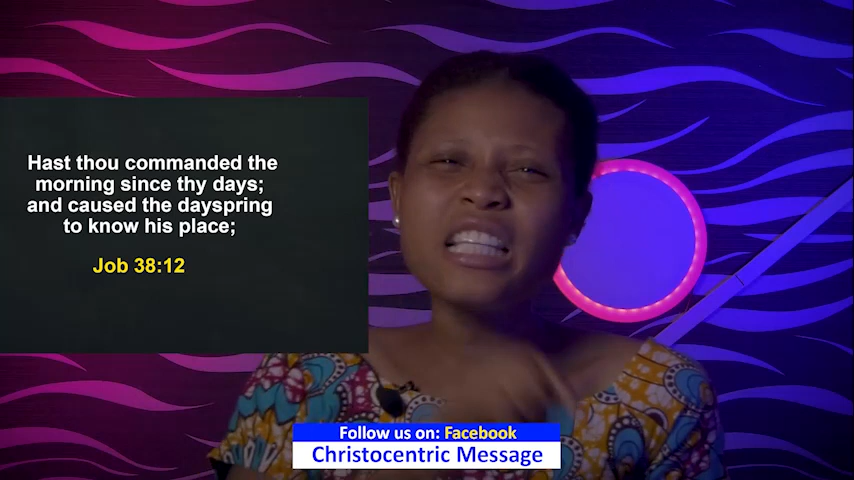 Hast thou commanded the
morning since thy days;
and caused the dayspring
to know his place;
Job 38:12
Follow us on: Facebook
Christocentric Message